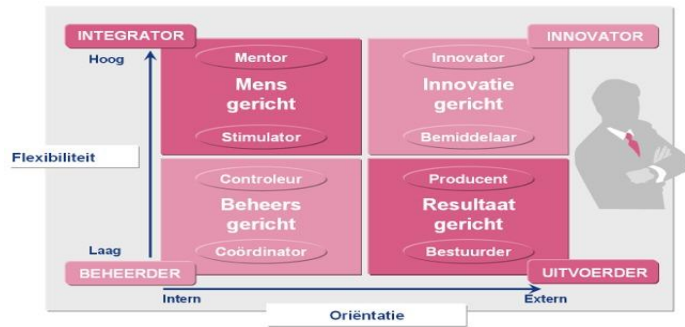 INTEGRATOR
INNOVATOR
Hoog
Mentor
Mens
gericht
Stimulator
Innovator
Innovatie
gericht
Bemiddelaar
Flexibiliteit
Controleur
Beheers
gericht
Coördinator
Producent
Resultaat
gericht
Bestuurder
Laag
BEHEERDER
UITVOERDER
Intern
Extern
Oriëntatie